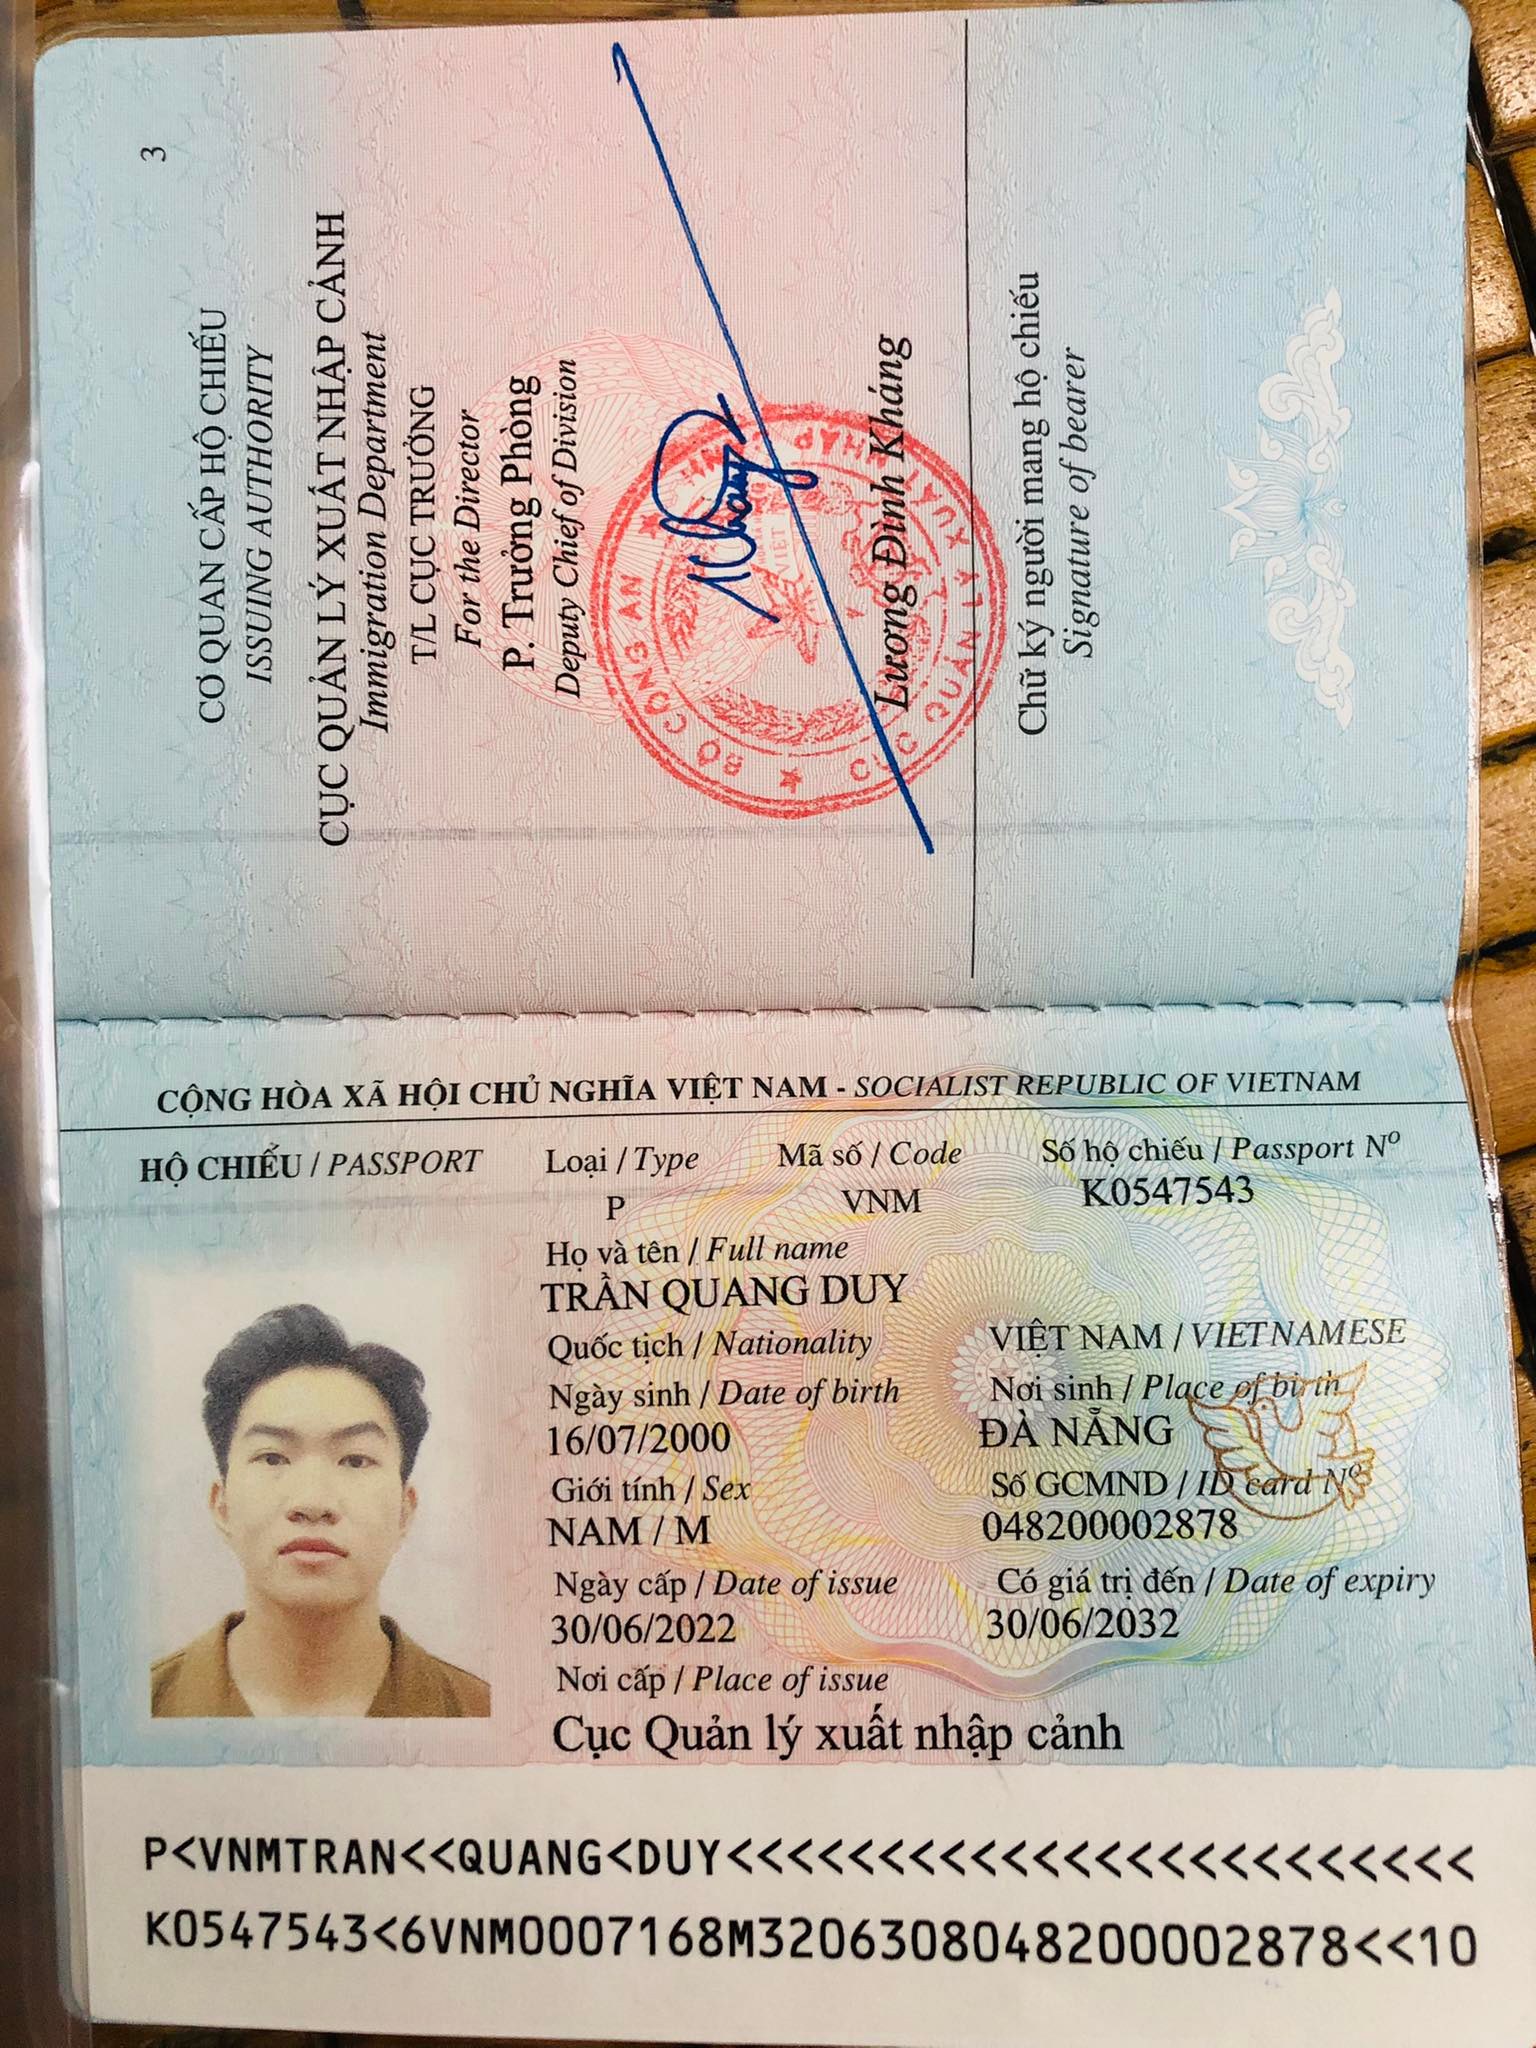 3
CƠ QUAN CẤP HỘ CHIẾU
ISSUING AUTHORITY
CỤC QUẢN LÝ XUẤT NHẬP CẢNH
Immigration Department
T/L CỤC TRƯỞNG
For the Director
P. Trưởng Phòng
Deputy Chief of Division
BỘ CÔNG AN
CỤC QUẢN LÝ XUẤT NHẬP CẢNH
Lương Đình Kháng
Chữ ký người mang hộ chiếu
Signature of bearer
CỘNG HÒA XÃ HỘI CHỦ NGHĨA VIỆT NAM - SOCIALIST REPUBLIC OF VIETNAM
HỘ CHIẾU / PASSPORT Loại / Type Mã số / Code Số hộ chiếu / Passport Nº
P VNM K0547543
Họ và tên / Full name
TRẦN QUANG DUY
Quốc tịch / Nationality VIỆT NAM / VIETNAMESE
Ngày sinh / Date of birth Nơi sinh / Place of birth
16/07/2000 ĐÀ NẴNG
Giới tính / Sex Số GCMND / ID card Nº
NAM / M 048200002878
Ngày cấp / Date of issue Có giá trị đến / Date of expiry
30/06/2022 30/06/2032
Nơi cấp / Place of issue
Cục Quản lý xuất nhập cảnh
P<VNMTRAN<<QUANG<DUY<<<<<<<<<<<<<<<<<<<<<<<<
K0547543<6VNM0007168M3206308048200002878<<10